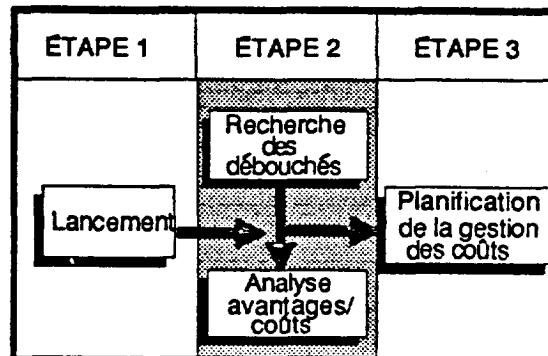 ÉTAPE 1
ÉTAPE 2
ÉTAPE 3
Recherche
des
débouchés
Lancement
Planification
de la gestion
des coûts
Analyse
avantages/
coûts